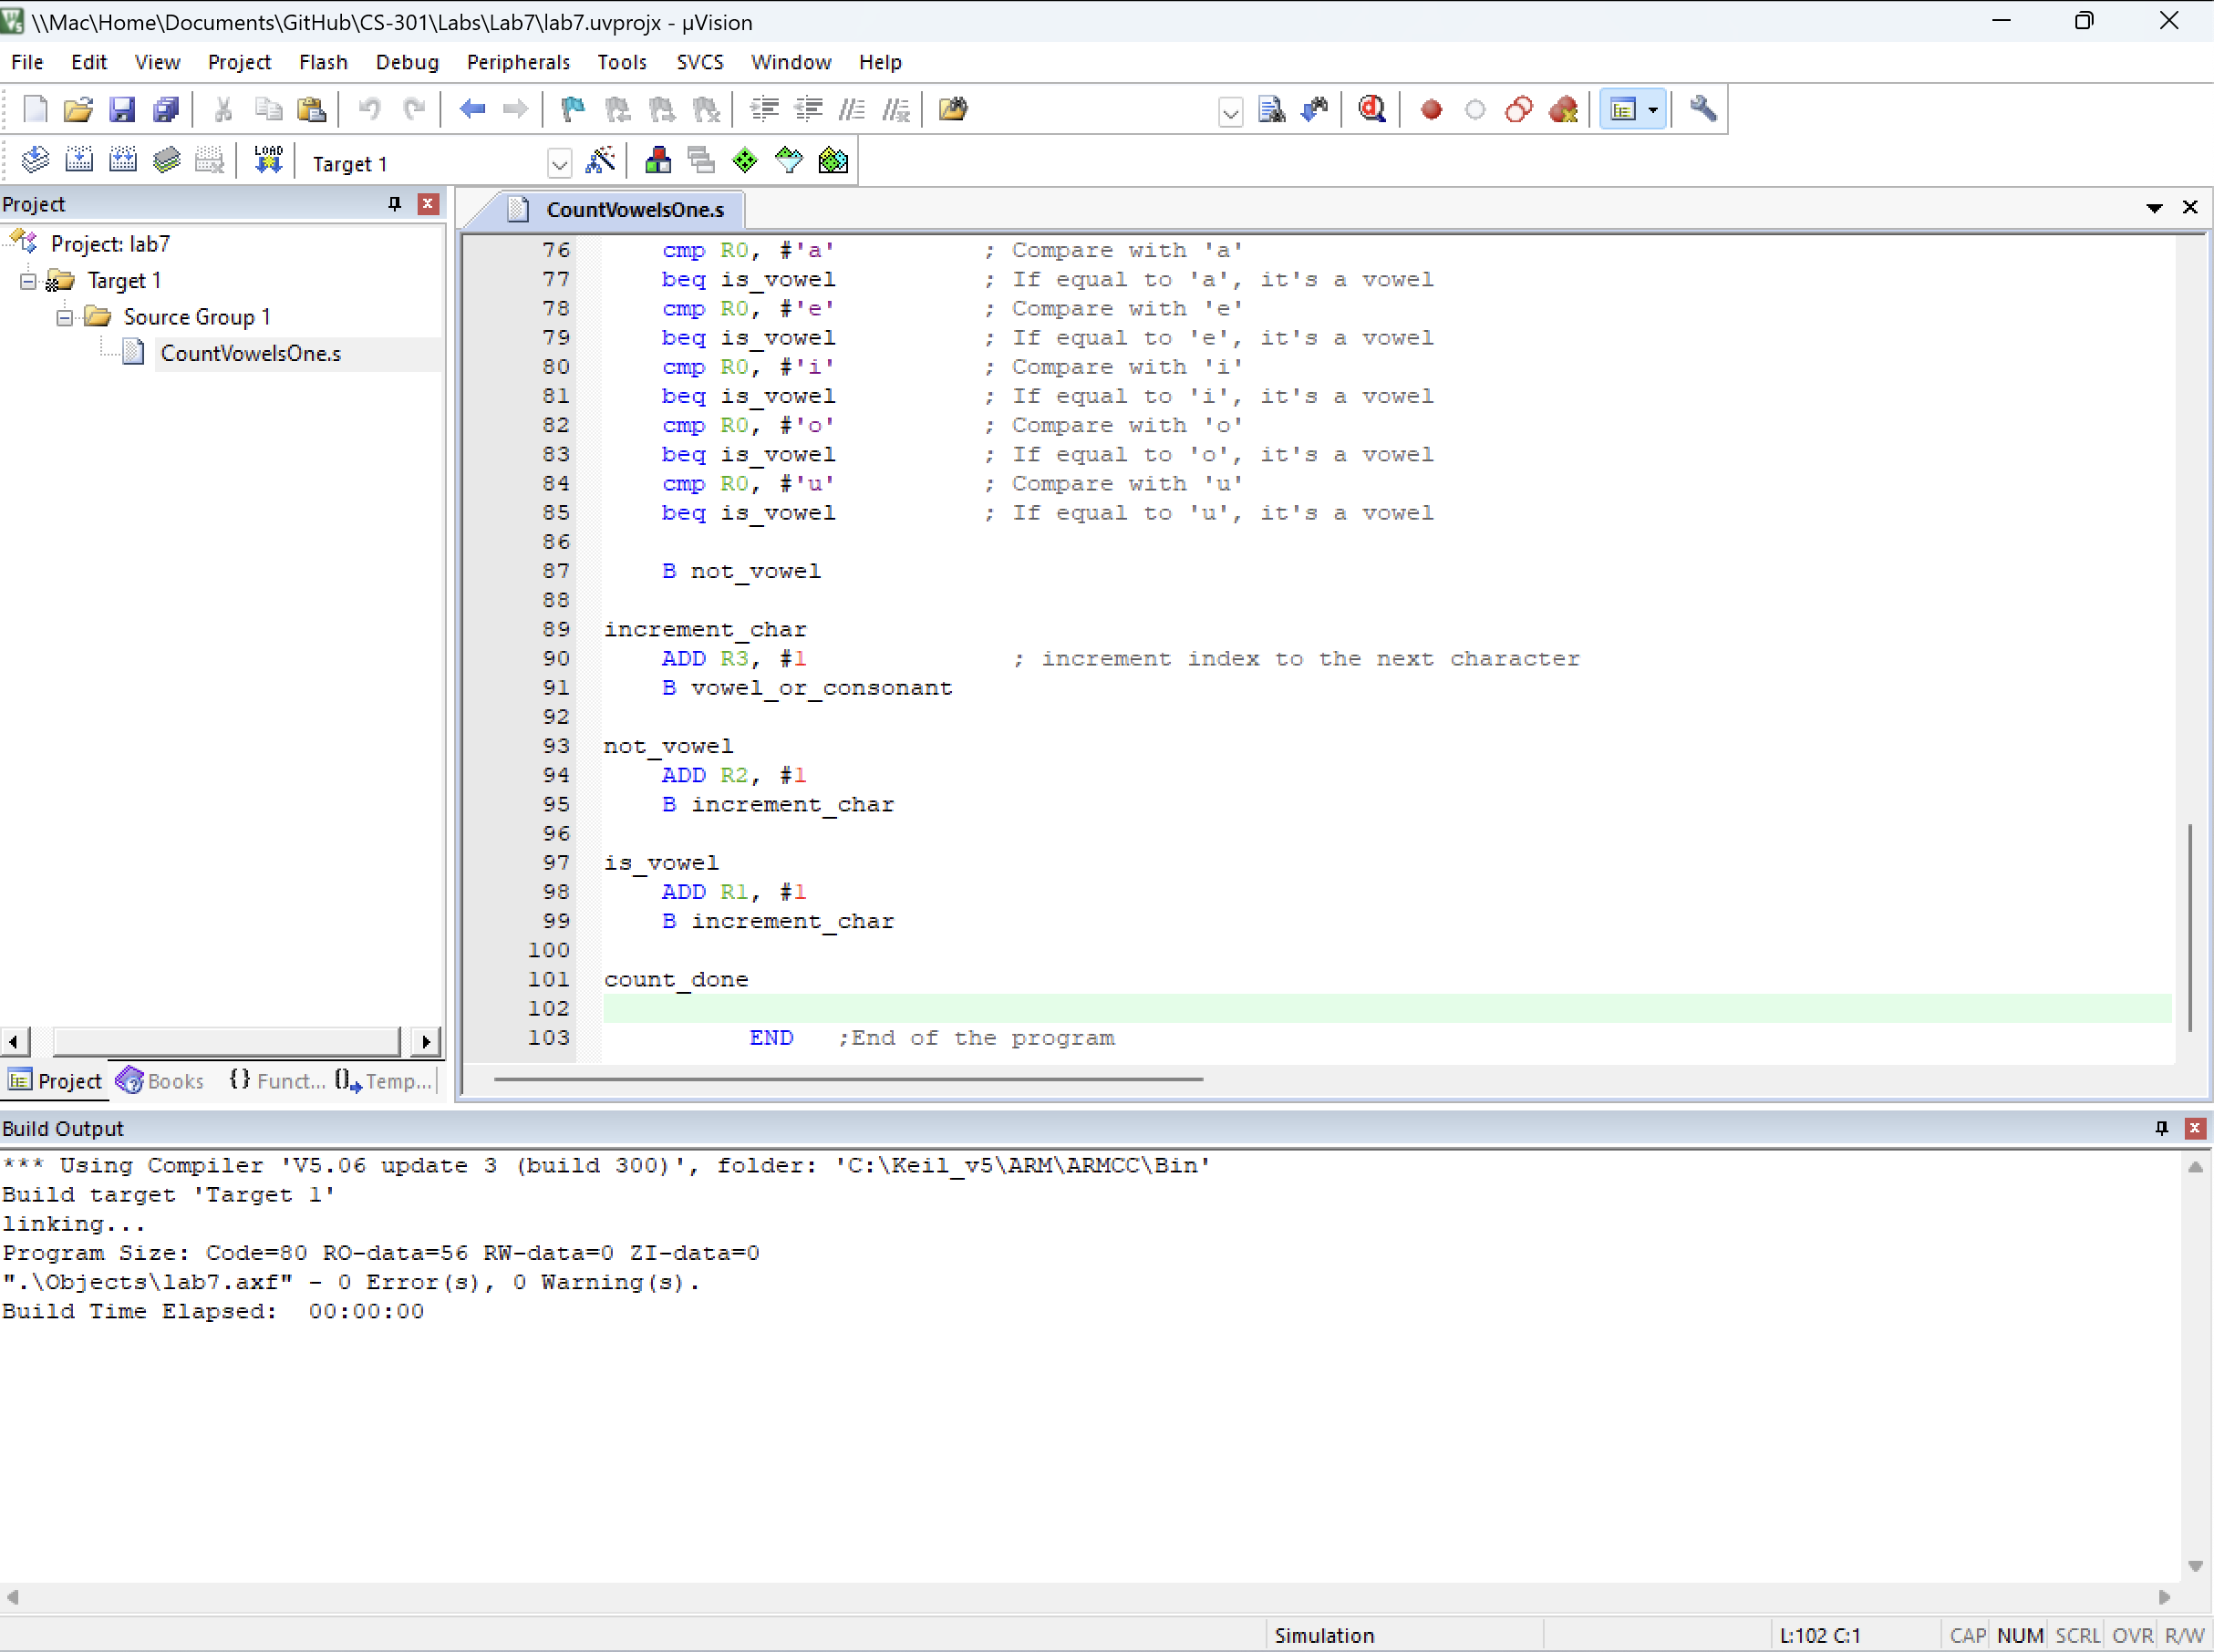 \\Mac\Home\Documents\GitHub\CS-301\Labs\Lab7\lab7.uvprojx - µVision
File Edit View Project Flash Debug Peripherals Tools SVCS Window Help
LOAD Target 1
Project
CountVowelsOne.s
Project: lab7
Target 1
Source Group 1
CountVowelsOne.s
76 cmp R0, #'a' ; Compare with 'a'
77 beq is_vowel ; If equal to 'a', it's a vowel
78 cmp R0, #'e' ; Compare with 'e'
79 beq is_vowel ; If equal to 'e', it's a vowel
80 cmp R0, #'i' ; Compare with 'i'
81 beq is_vowel ; If equal to 'i', it's a vowel
82 cmp R0, #'o' ; Compare with 'o'
83 beq is_vowel ; If equal to 'o', it's a vowel
84 cmp R0, #'u' ; Compare with 'u'
85 beq is_vowel ; If equal to 'u', it's a vowel
86
87 B not_vowel
88
89 increment_char
90 ADD R3, #1 ; increment index to the next character
91 B vowel_or_consonant
92
93 not_vowel
94 ADD R2, #1
95 B increment_char
96
97 is_vowel
98 ADD R1, #1
99 B increment_char
100
101 count_done
102
103 END ;End of the program
Project Books {} Funct... Temp...
Build Output
*** Using Compiler 'V5.06 update 3 (build 300)', folder: 'C:\Keil_v5\ARM\ARMCC\Bin'
Build target 'Target 1'
linking...
Program Size: Code=80 RO-data=56 RW-data=0 ZI-data=0
".\Objects\lab7.axf" - 0 Error(s), 0 Warning(s).
Build Time Elapsed:  00:00:00
Simulation L:102 C:1 CAP NUM SCRL OVR R/W